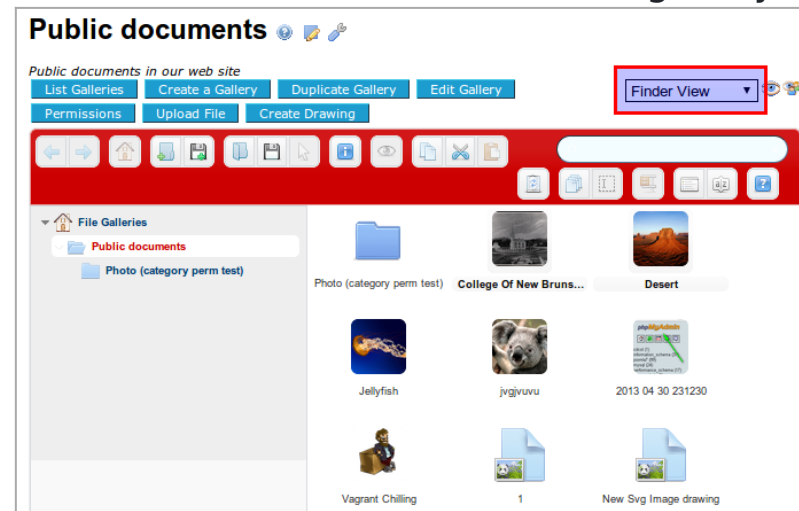 Public documents
Public documents in our web site
List Galleries Create a Gallery Duplicate Gallery Edit Gallery
Finder View
Permissions Upload File Create Drawing
File Galleries
Public documents
Photo (category perm test)
Photo (category perm test) College Of New Bruns... Desert
phpMyAdmin
Jellyfish jvgjvuvu 2013 04 30 231230
Vagrant Chilling 1 New Svg Image drawing